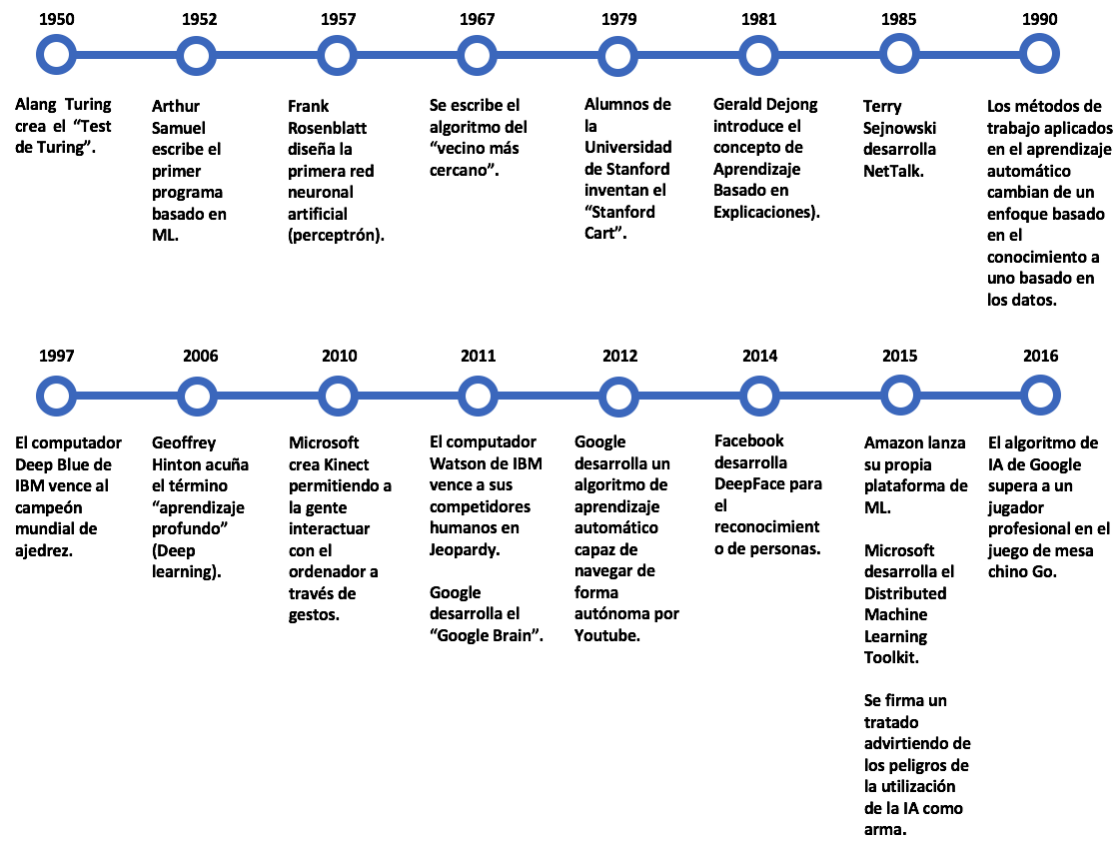 1950 1952 1957 1967 1979 1981 1985 1990
Alang Turing
crea el “Test
de Turing”.
Arthur
Samuel
escribe el
primer
programa
basado en
ML.
Frank
Rosenblatt
diseña la
primera red
neuronal
artificial
(perceptrón).
Se escribe el
algoritmo del
“vecino más
cercano”.
Alumnos de
la
Universidad
de Stanford
inventan el
“Stanford
Cart”.
Gerald Dejong
introduce el
concepto de
Aprendizaje
Basado en
Explicaciones).
Terry
Sejnowski
desarrolla
NetTalk.
Los métodos de
trabajo aplicados
en el aprendizaje
automático
cambian de un
enfoque basado
en el
conocimiento a
uno basado en
los datos.
1997 2006 2010 2011 2012 2014 2015 2016
El computador
Deep Blue de
IBM vence al
campeón
mundial de
ajedrez.
Geoffrey
Hinton acuña
el término
“aprendizaje
profundo”
(Deep
learning).
Microsoft
crea Kinect
permitiendo a
la gente
interactuar
con el
ordenador a
través de
gestos.
El computador
Watson de IBM
vence a sus
competidores
humanos en
Jeopardy.
Google
desarrolla el
“Google Brain”.
Google
desarrolla un
algoritmo de
aprendizaje
automático
capaz de
navegar de
forma
autónoma por
Youtube.
Facebook
desarrolla
DeepFace para
el
reconocimient
o de personas.
Amazon lanza
su propia
plataforma de
ML.
Microsoft
desarrolla el
Distributed
Machine
Learning
Toolkit.
Se firma un
tratado
advirtiendo de
los peligros de
la utilización
de la IA como
arma.
El algoritmo de
IA de Google
supera a un
jugador
profesional en el
juego de mesa
chino Go.